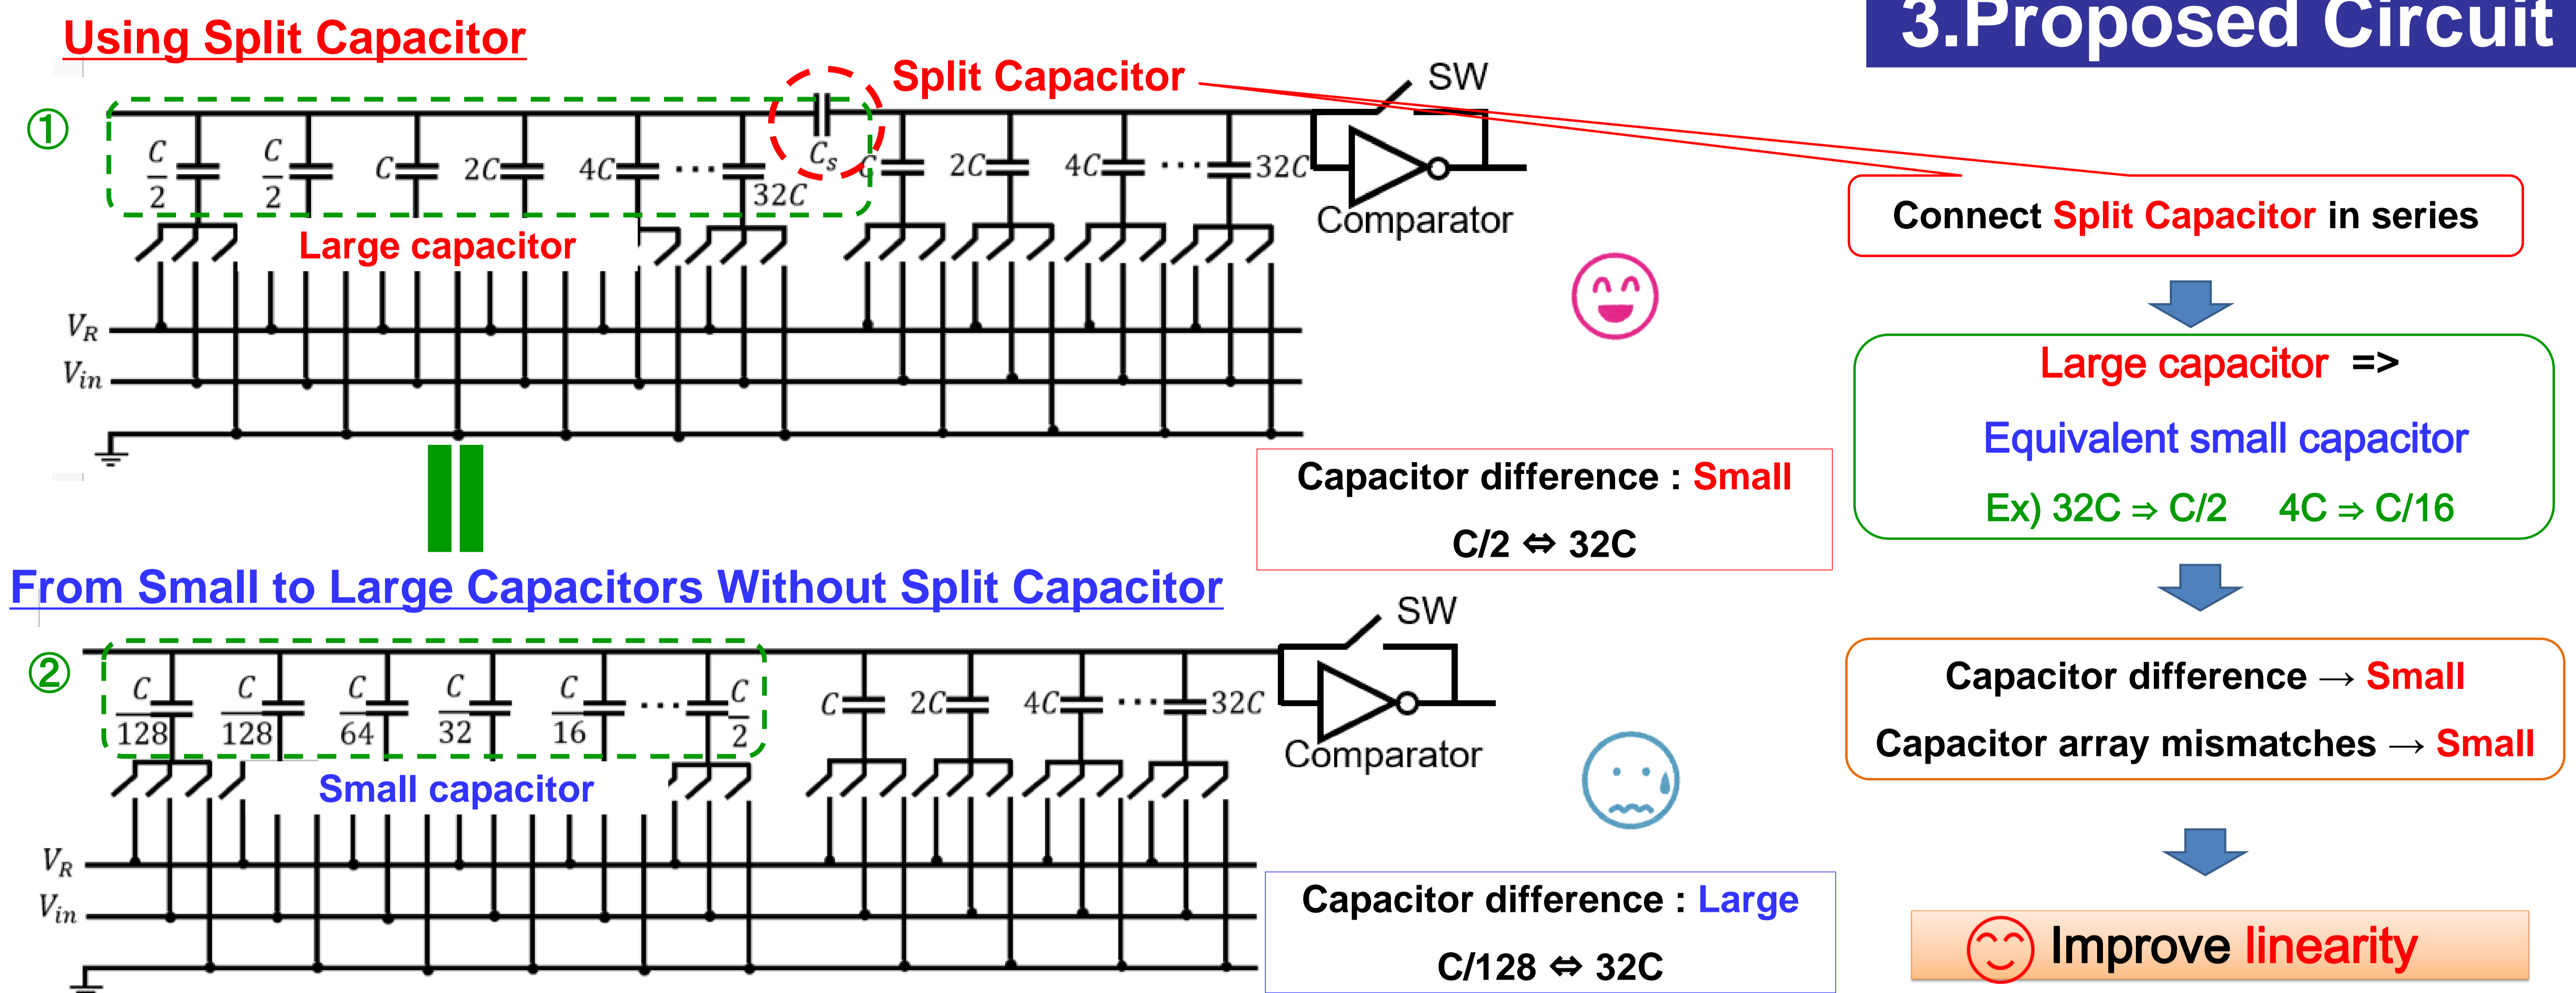 3.Proposed Circuit
Using Split Capacitor
① Split Capacitor SW
C/2 C/2 C 2C 4C ⋯ 32C Cₛ C 2C 4C ⋯ 32C
Comparator
Large capacitor
V_R
V_in
Connect Split Capacitor in series
Large capacitor =>
Equivalent small capacitor
Ex) 32C ⇒ C/2 4C ⇒ C/16
Capacitor difference : Small
C/2 ⇔ 32C
From Small to Large Capacitors Without Split Capacitor
② SW
C/128 C/128 C/64 C/32 C/16 ⋯ C/2 C 2C 4C ⋯ 32C
Comparator
Small capacitor
V_R
V_in
Capacitor difference : Large
C/128 ⇔ 32C
Capacitor difference → Small
Capacitor array mismatches → Small
Improve linearity